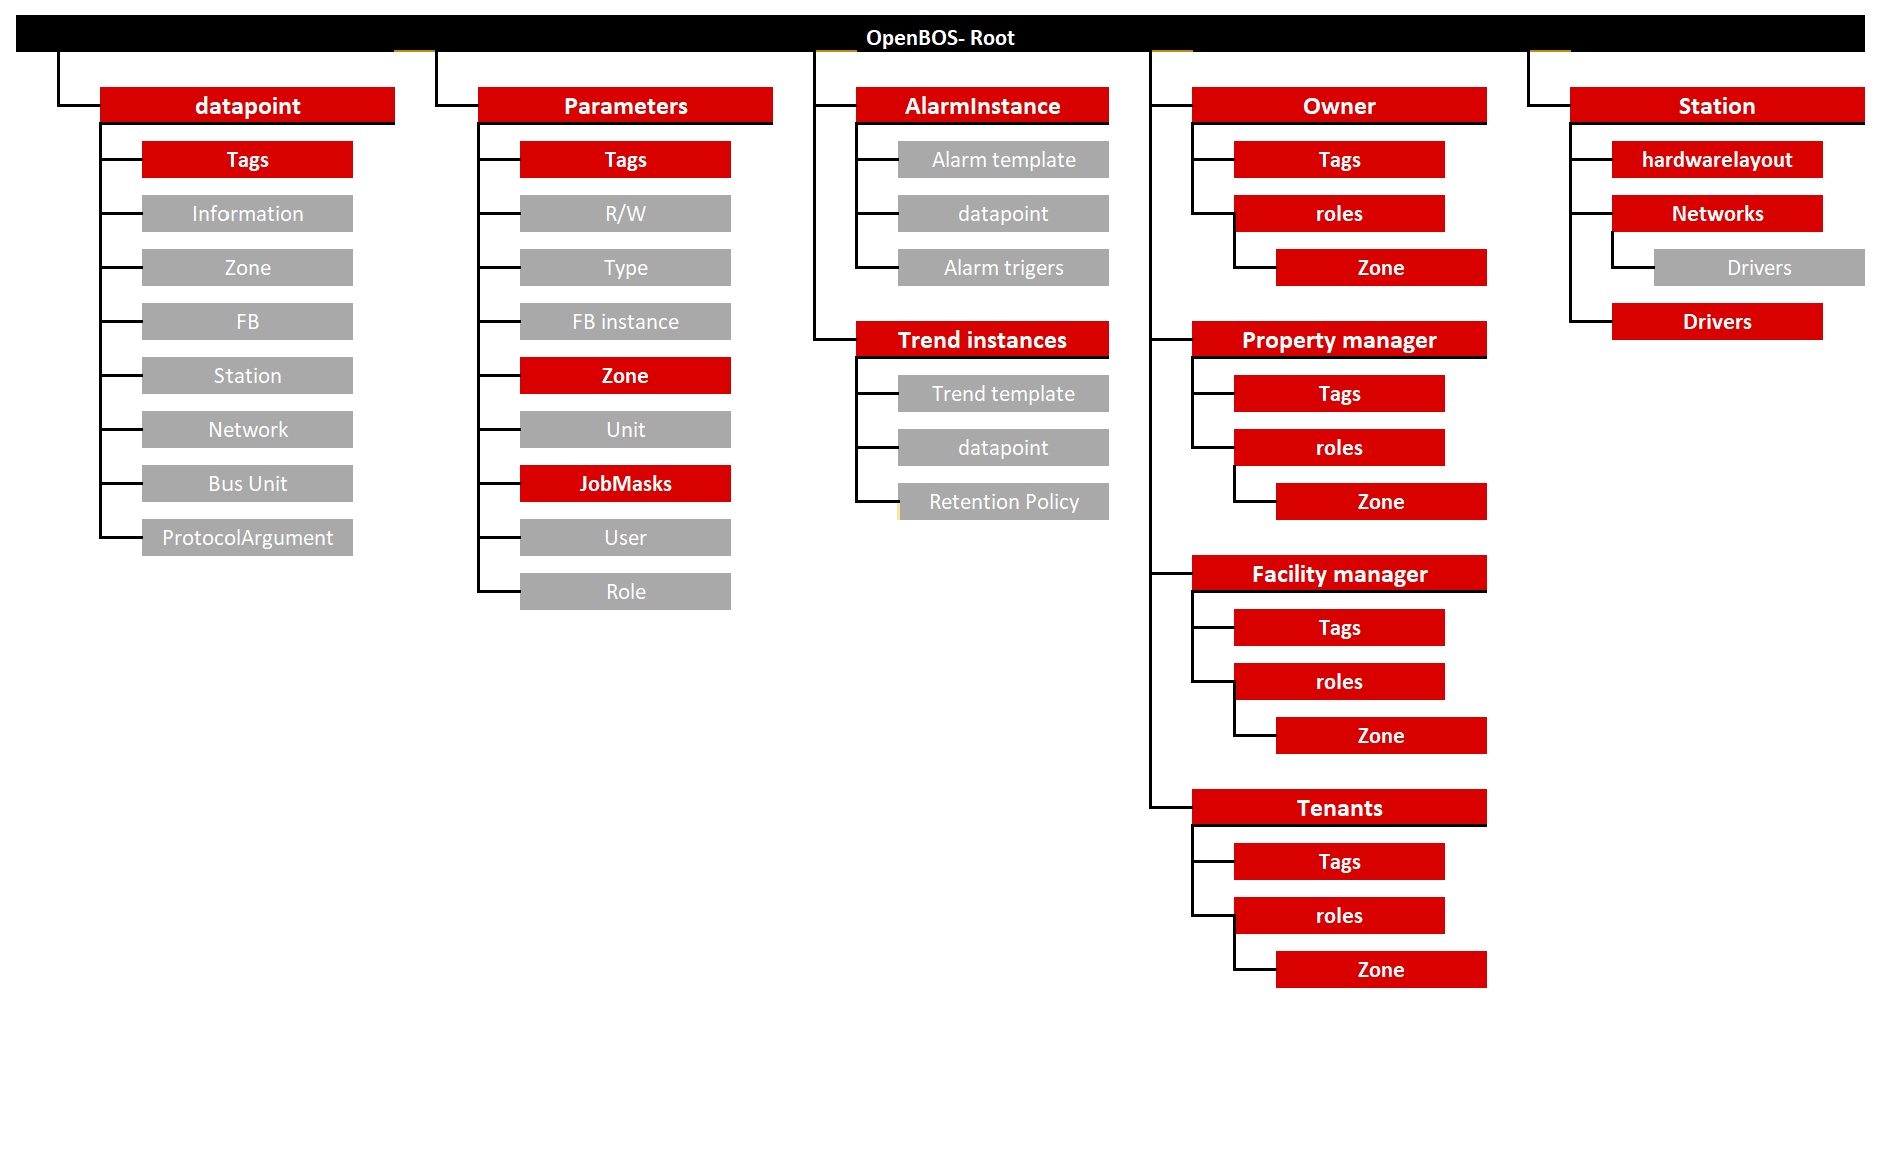 OpenBOS- Root
datapoint
Tags
Information
Zone
FB
Station
Network
Bus Unit
ProtocolArgument
Parameters
Tags
R/W
Type
FB instance
Zone
Unit
JobMasks
User
Role
AlarmInstance
Alarm template
datapoint
Alarm trigers
Trend instances
Trend template
datapoint
Retention Policy
Owner
Tags
roles
Zone
Property manager
Tags
roles
Zone
Facility manager
Tags
roles
Zone
Tenants
Tags
roles
Zone
Station
hardwarelayout
Networks
Drivers
Drivers